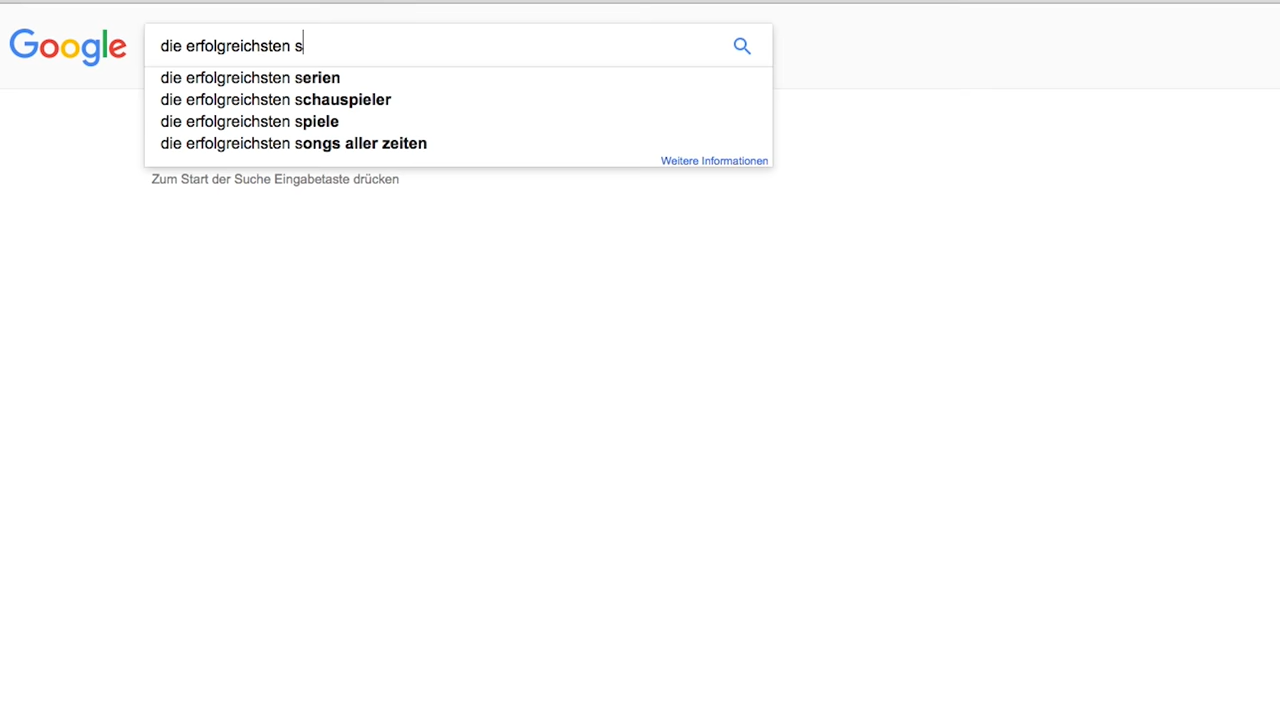 Google
die erfolgreichsten s
die erfolgreichsten serien
die erfolgreichsten schauspieler
die erfolgreichsten spiele
die erfolgreichsten songs aller zeiten
Weitere Informationen
Zum Start der Suche Eingabetaste drücken